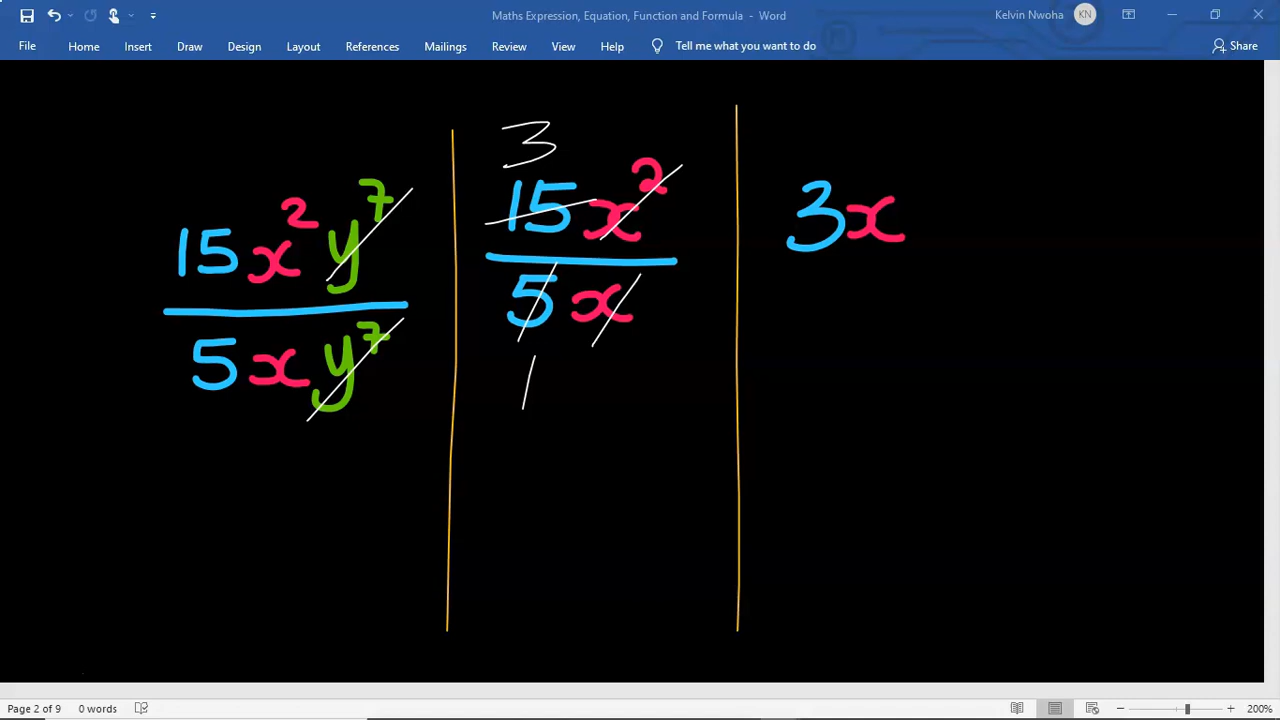 Maths Expression, Equation, Function and Formula - Word
Kelvin Nwoha KN
File Home Insert Draw Design Layout References Mailings Review View Help Tell me what you want to do Share
15x²y⁷
5xy⁷
3
15x²
5x
1
3x
Page 2 of 9 0 words 200%